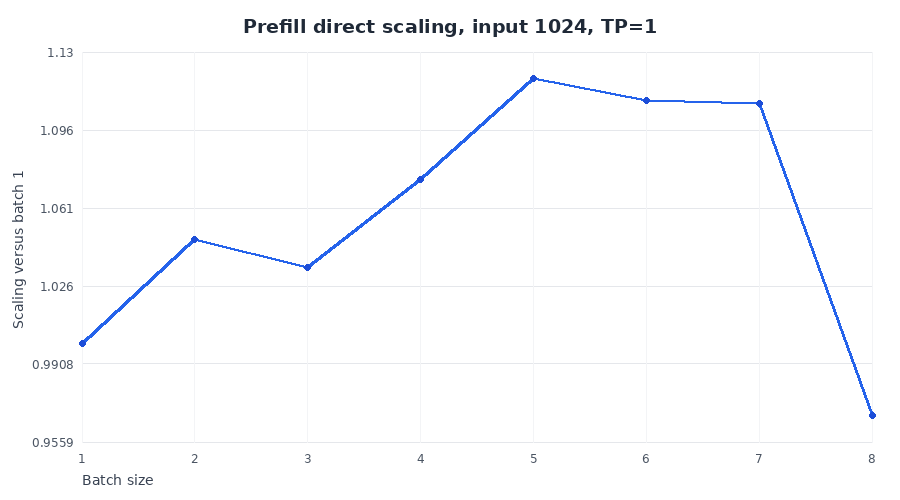 Prefill direct scaling, input 1024, TP=1
1.13
1.096
1.061
1.026
0.9908
0.9559
Scaling versus batch 1
1 2 3 4 5 6 7 8
Batch size